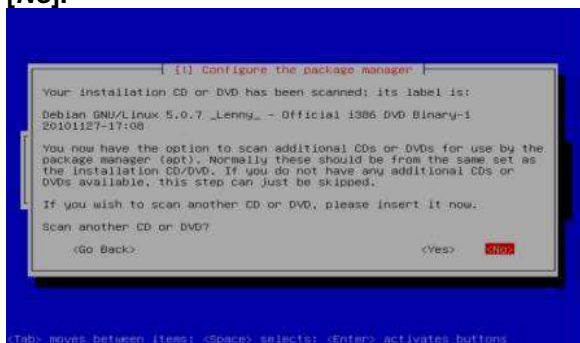 [No].
[!] Configure the package manager
Your installation CD or DVD has been scanned; its label is:
Debian GNU/Linux 5.0.7 _Lenny_ - Official i386 DVD Binary-1
20101127-17:08
You now have the option to scan additional CDs or DVDs for use by the
package manager (apt). Normally these should be from the same set as
the installation CD/DVD. If you do not have any additional CDs or
DVDs available, this step can just be skipped.
If you wish to scan another CD or DVD, please insert it now.
Scan another CD or DVD?
<Go Back> <Yes> <No>
<Tab> moves between items; <Space> selects; <Enter> activates buttons